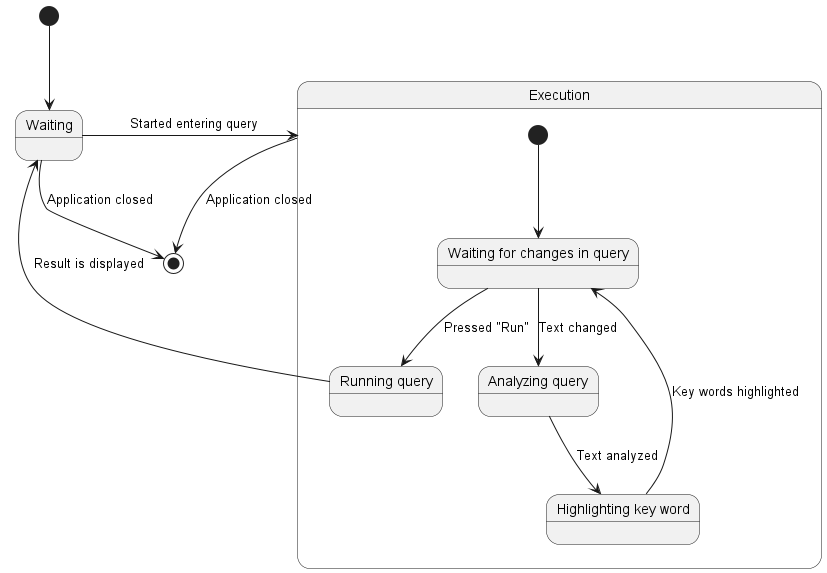 Execution
Waiting
Started entering query
Application closed
Application closed
Waiting for changes in query
Result is displayed
Pressed "Run"
Text changed
Running query
Analyzing query
Key words highlighted
Text analyzed
Highlighting key word